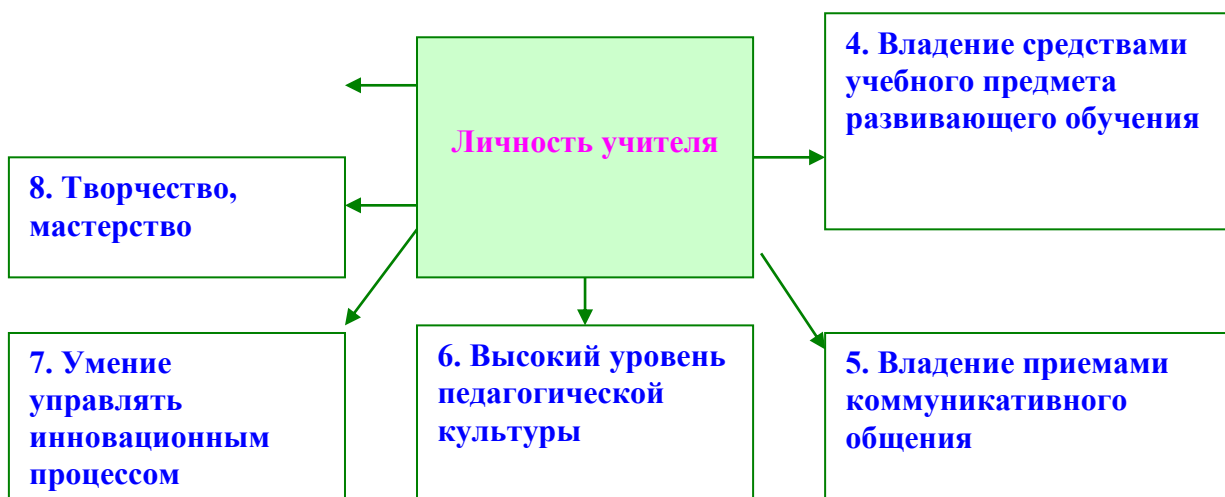 4. Владение средствами
учебного предмета
развивающего обучения
Личность учителя
8. Творчество,
мастерство
7. Умение
управлять
инновационным
процессом
6. Высокий уровень
педагогической
культуры
5. Владение приемами
коммуникативного
общения